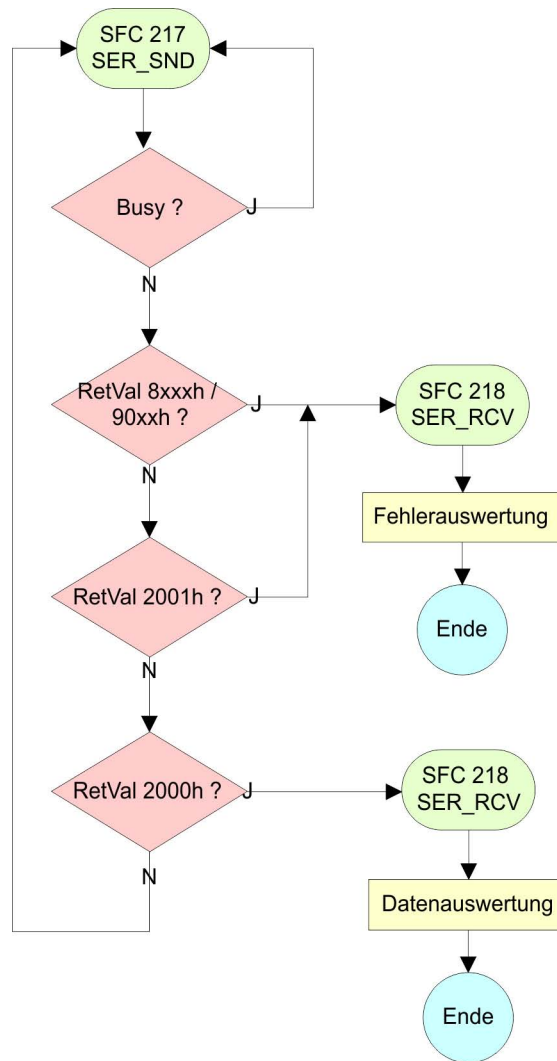 SFC 217
SER_SND
Busy ?
J
N
RetVal 8xxxh /
90xxh ?
J
SFC 218
SER_RCV
N
Fehlerauswertung
RetVal 2001h ?
J
Ende
N
RetVal 2000h ?
J
SFC 218
SER_RCV
N
Datenauswertung
Ende